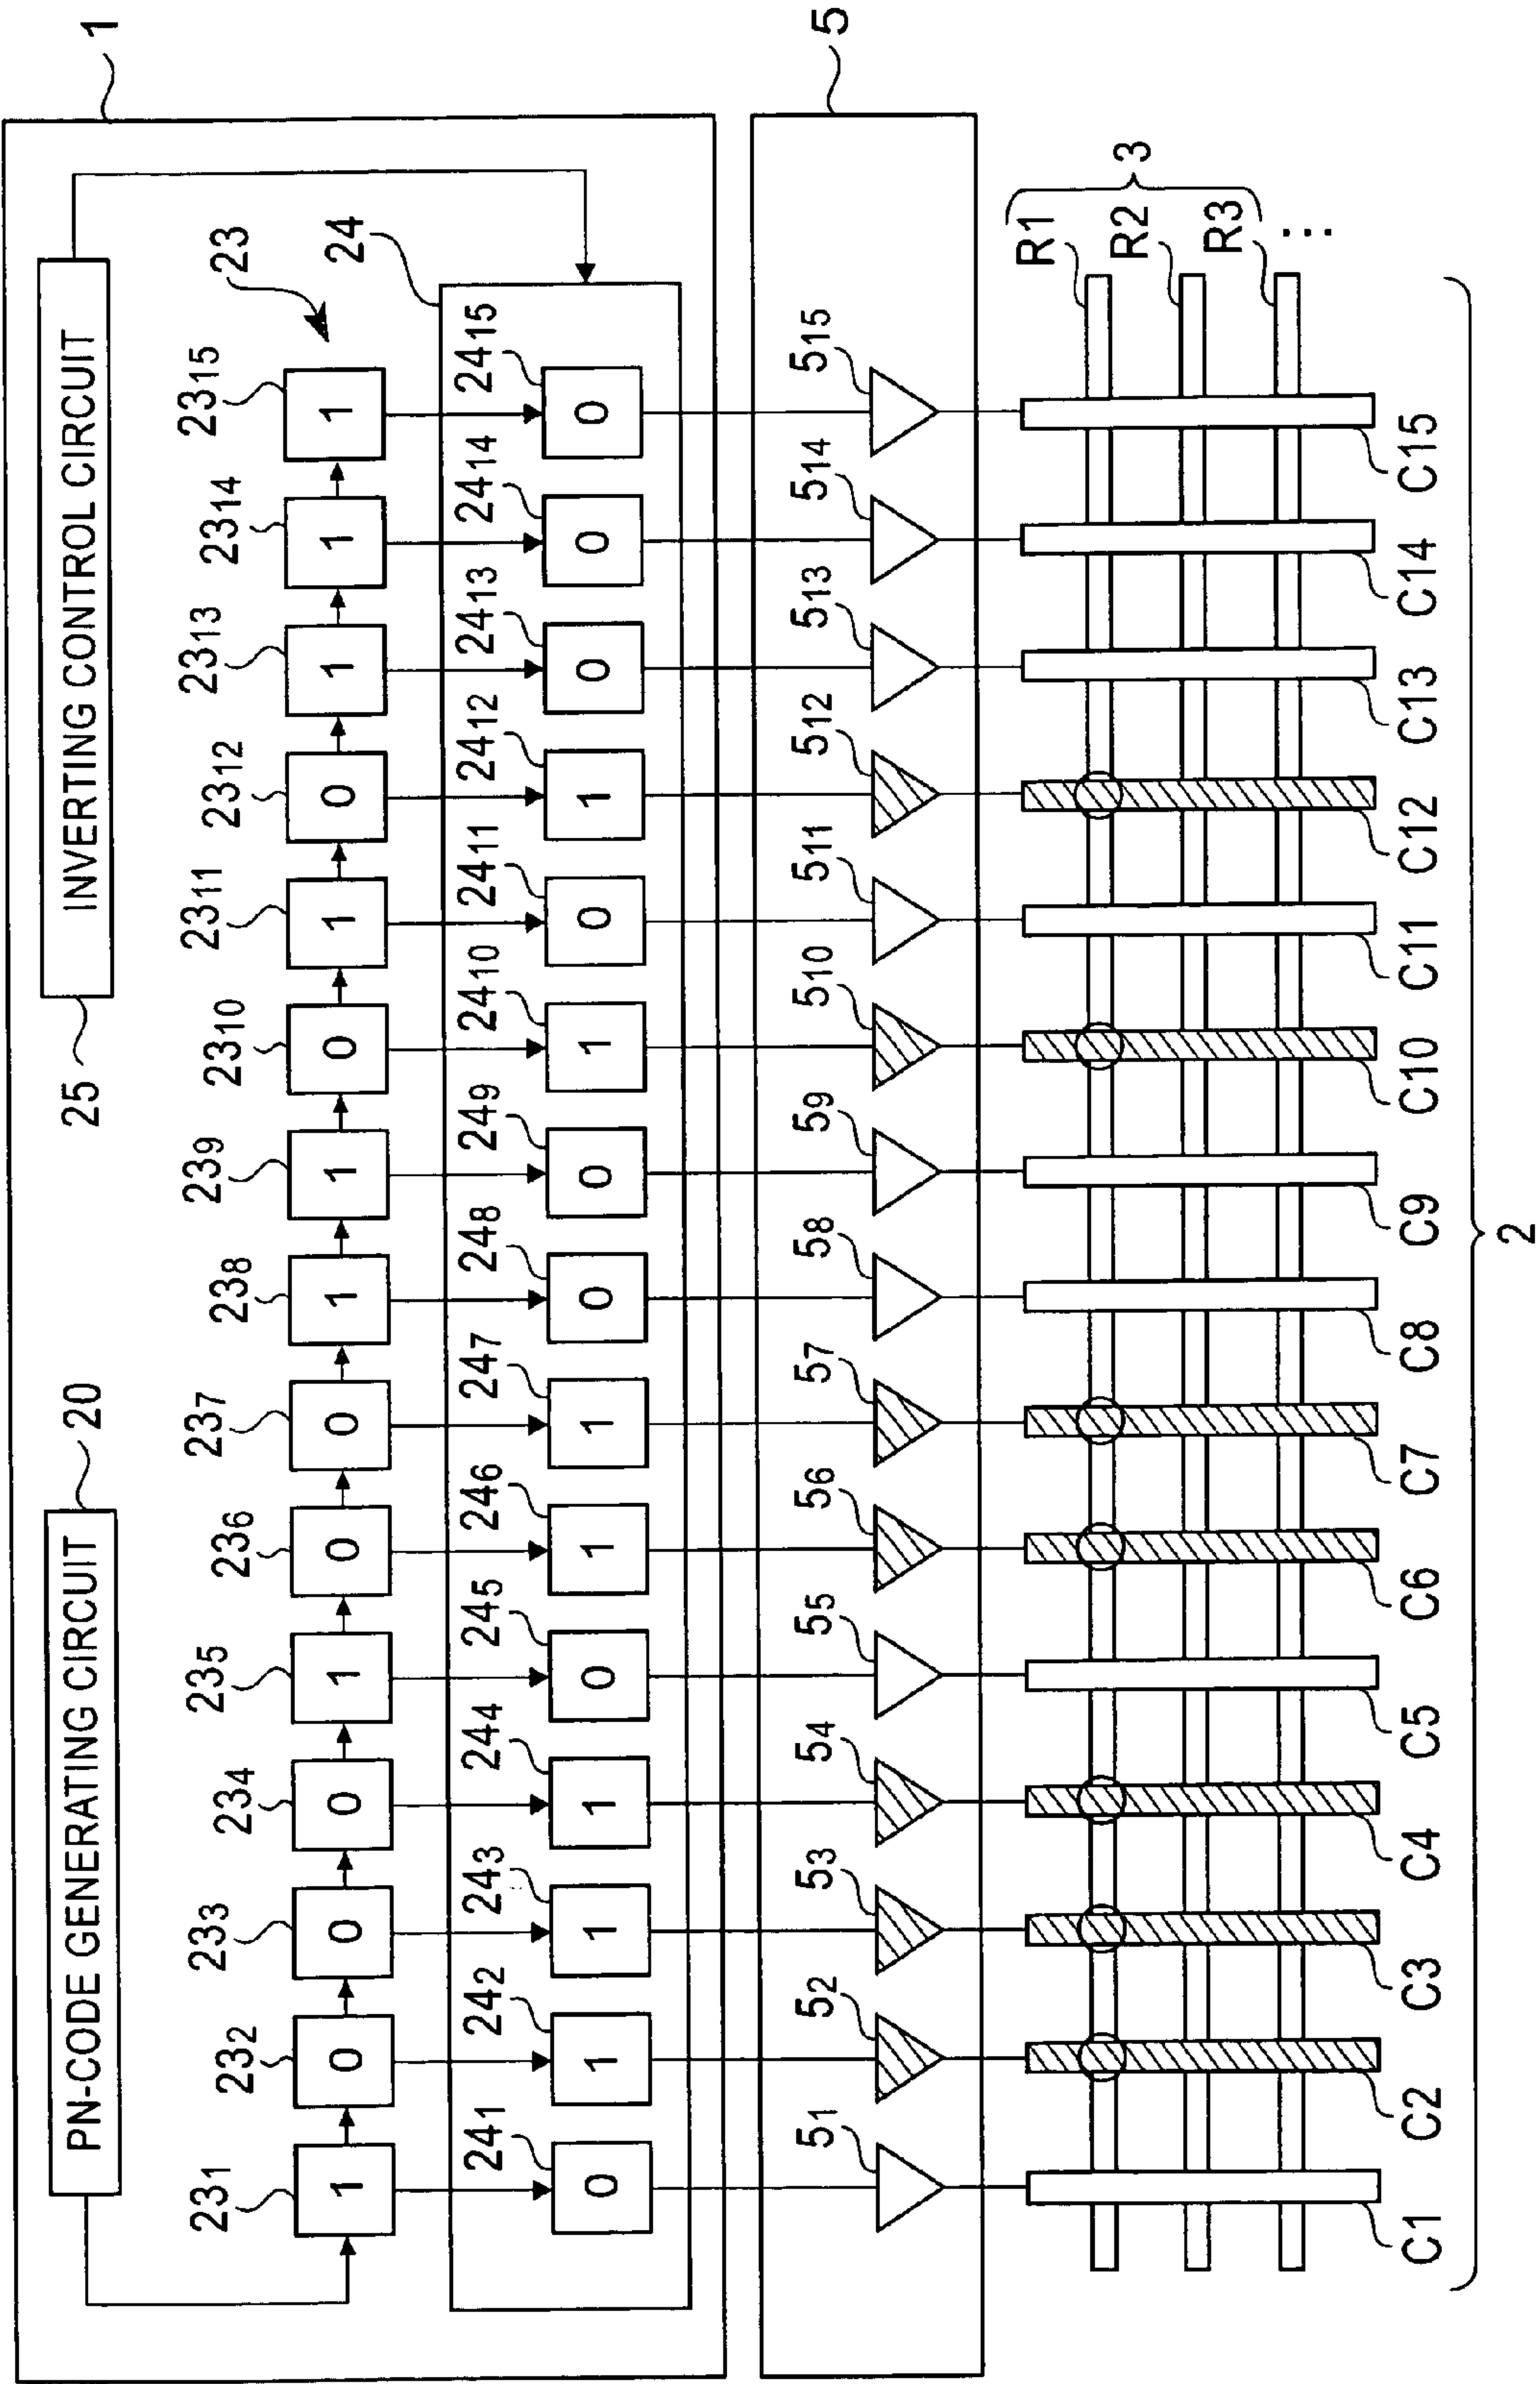 PN-CODE GENERATING CIRCUIT 20
25 INVERTING CONTROL CIRCUIT
1
231 232 233 234 235 236 237 238 239 2310 2311 2312 2313 2314 2315
23
1 0 0 0 1 0 0 1 1 0 1 0 1 1 1
241 242 243 244 245 246 247 248 249 2410 2411 2412 2413 2414 2415
24
0 1 1 1 0 1 1 0 0 1 0 1 0 0 0
51 52 53 54 55 56 57 58 59 510 511 512 513 514 515
5
R1
R2
R3
⋮
3
C1 C2 C3 C4 C5 C6 C7 C8 C9 C10 C11 C12 C13 C14 C15
2